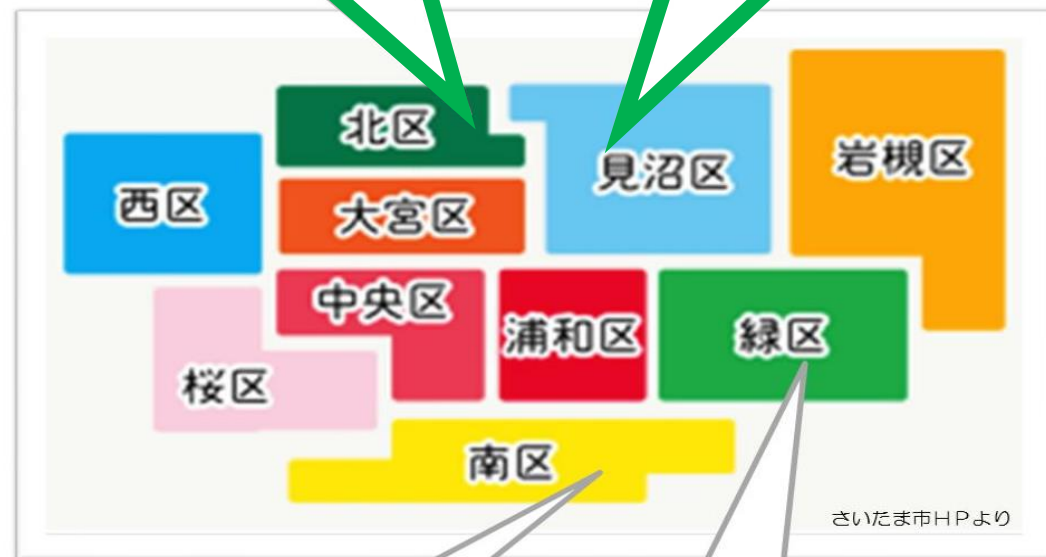 北区
見沼区
岩槻区
西区
大宮区
中央区
浦和区
緑区
桜区
南区
さいたま市HPより